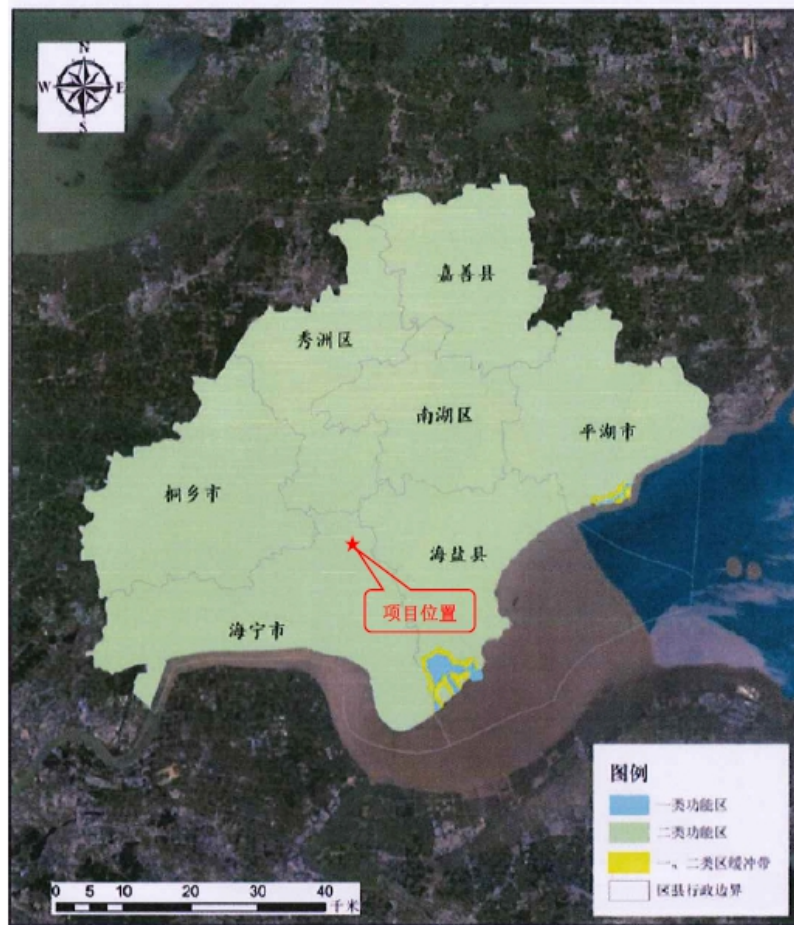 N
W E
S
嘉善县
秀洲区
南湖区
平湖市
桐乡市
海盐县
项目位置
海宁市
图例
一类功能区
二类功能区
一、二类区缓冲带
区县行政边界
0 5 10 20 30 40
千米